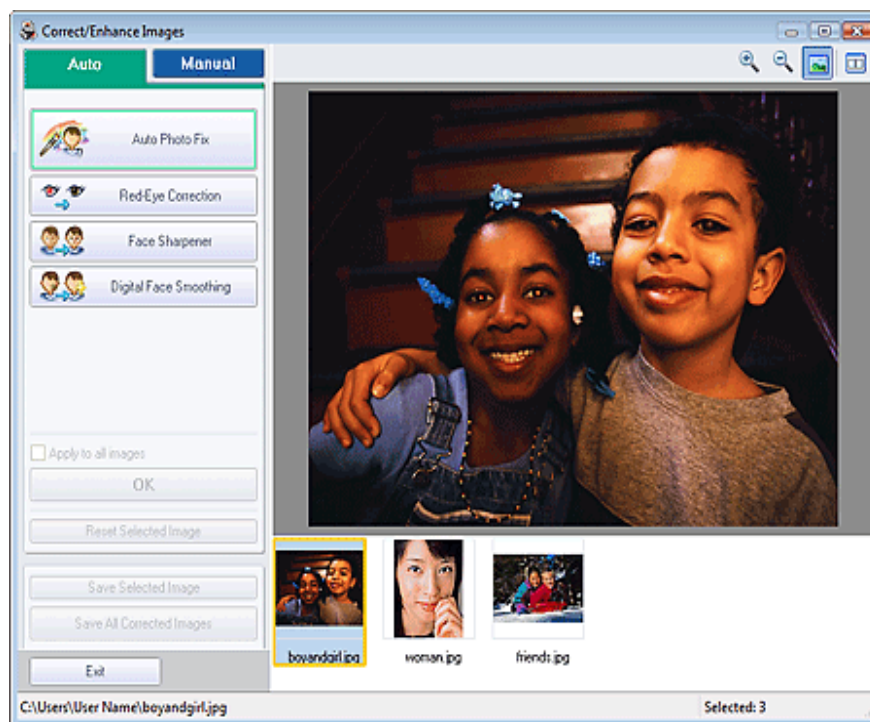 Correct/Enhance Images
Auto
Manual
Auto Photo Fix
Red-Eye Correction
Face Sharpener
Digital Face Smoothing
Apply to all images
OK
Reset Selected Image
Save Selected Image
Save All Corrected Images
Exit
boyandgirl.jpg
woman.jpg
friends.jpg
C:\Users\User Name\boyandgirl.jpg
Selected: 3